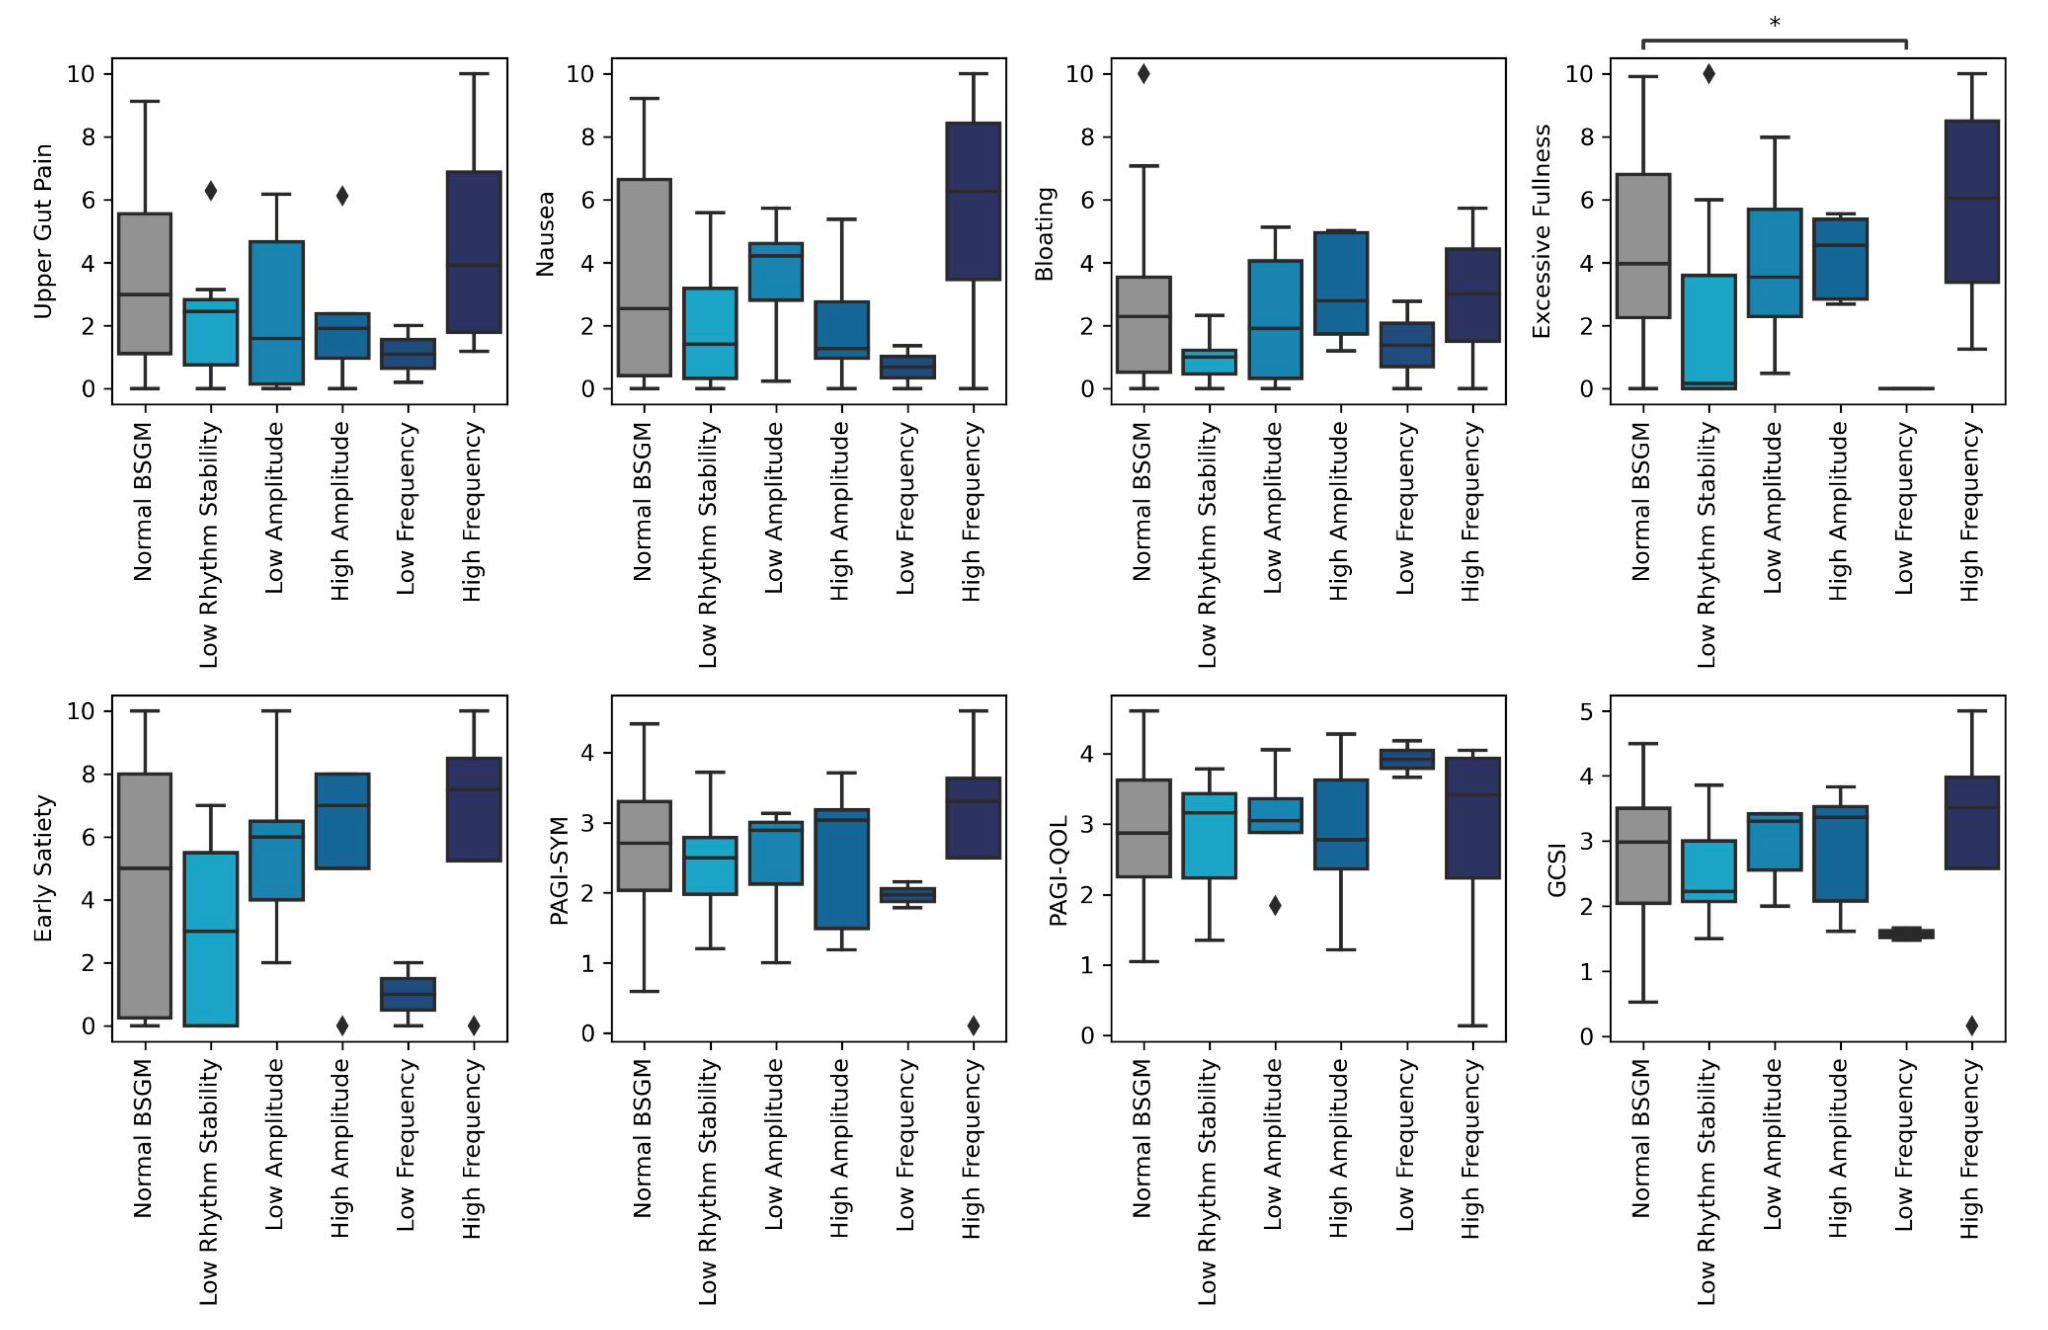 *
Upper Gut Pain
10
8
6
4
2
0
Normal BSGM
Low Rhythm Stability
Low Amplitude
High Amplitude
Low Frequency
High Frequency
Nausea
10
8
6
4
2
0
Normal BSGM
Low Rhythm Stability
Low Amplitude
High Amplitude
Low Frequency
High Frequency
Bloating
10
8
6
4
2
0
Normal BSGM
Low Rhythm Stability
Low Amplitude
High Amplitude
Low Frequency
High Frequency
Excessive Fullness
10
8
6
4
2
0
Normal BSGM
Low Rhythm Stability
Low Amplitude
High Amplitude
Low Frequency
High Frequency
Early Satiety
10
8
6
4
2
0
Normal BSGM
Low Rhythm Stability
Low Amplitude
High Amplitude
Low Frequency
High Frequency
PAGI-SYM
4
3
2
1
0
Normal BSGM
Low Rhythm Stability
Low Amplitude
High Amplitude
Low Frequency
High Frequency
PAGI-QOL
4
3
2
1
0
Normal BSGM
Low Rhythm Stability
Low Amplitude
High Amplitude
Low Frequency
High Frequency
GCSI
5
4
3
2
1
0
Normal BSGM
Low Rhythm Stability
Low Amplitude
High Amplitude
Low Frequency
High Frequency